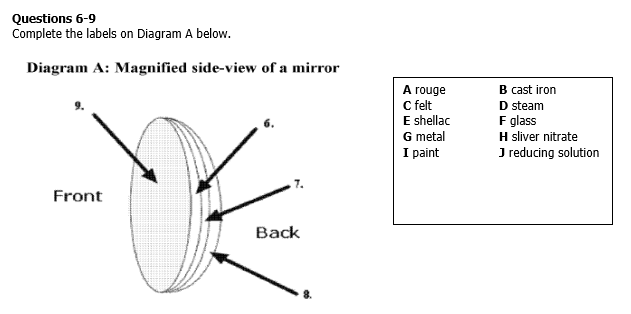 Questions 6-9
Complete the labels on Diagram A below.
Diagram A: Magnified side-view of a mirror
9.
6.
7.
Front
Back
8.
A rouge B cast iron
C felt D steam
E shellac F glass
G metal H sliver nitrate
I paint J reducing solution